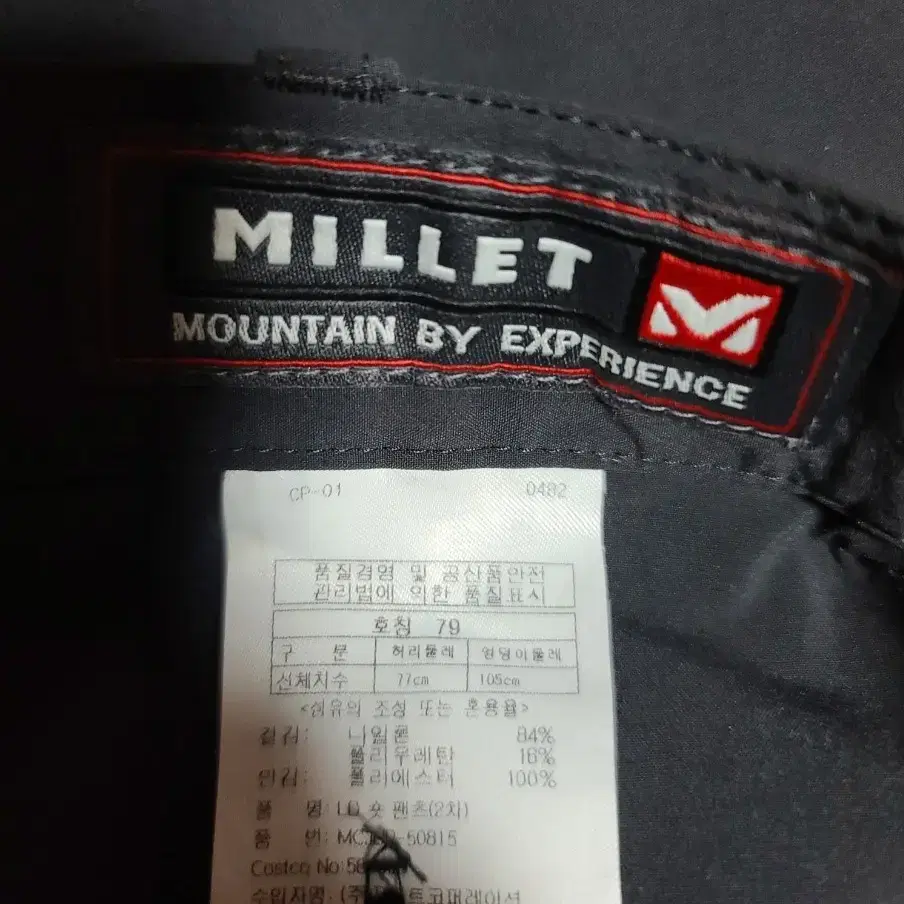 MILLET
MOUNTAIN BY EXPERIENCE
CP-01 0482
품질경영 및 공산품안전
관리법에 의한 품질표시
호칭 79
구 분 허리둘레 엉덩이둘레
신체치수 77cm 105cm
<섬유의 조성 또는 혼용율>
겉감: 나일론 84%
폴리우레탄 16%
안감: 폴리에스터 100%
품 명: 숏 팬츠(2차)
품 번:
Costco No:
수입자명: